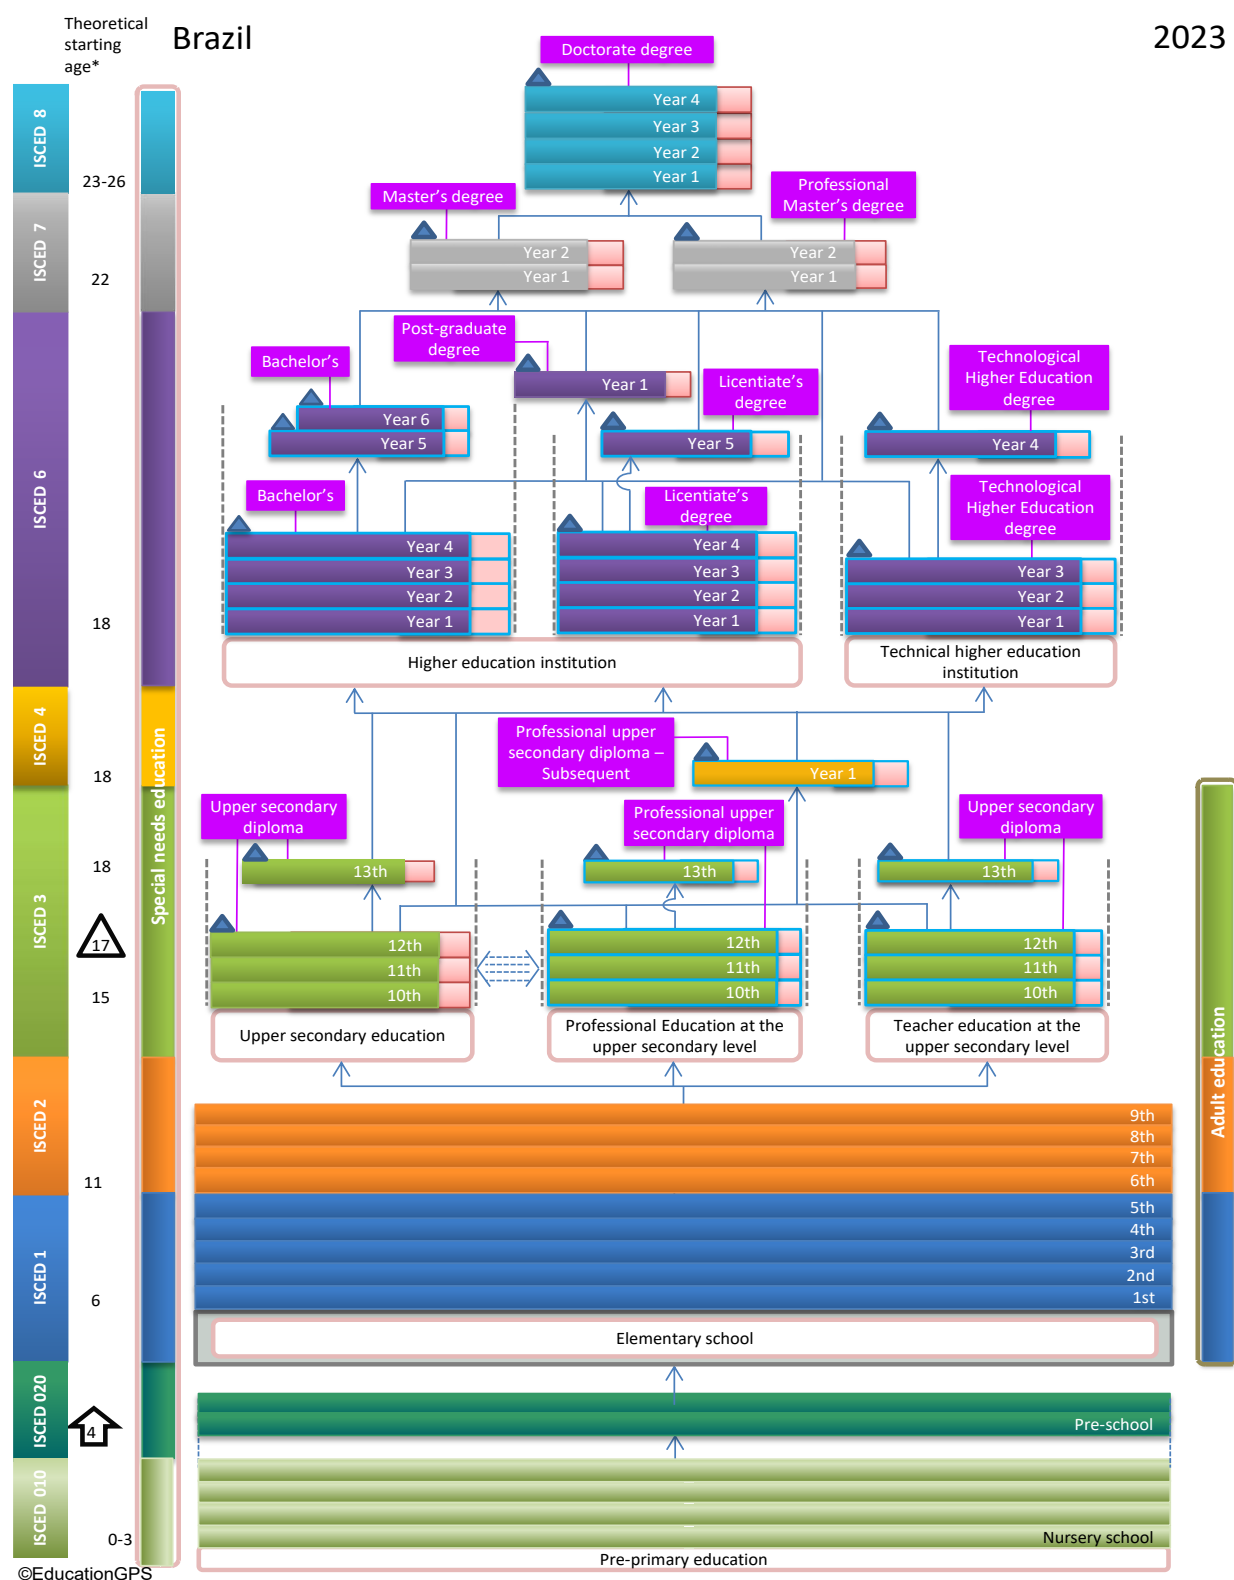 Theoretical
starting
age*
Brazil
2023
Doctorate degree
ISCED 8
Year 4
Year 3
Year 2
Year 1
23-26
Master's degree
Professional
Master's degree
ISCED 7
Year 2
Year 1
Year 2
Year 1
22
Post-graduate
degree
Bachelor's
Year 1
Licentiate's
degree
Technological
Higher Education
degree
Year 6
Year 5
Year 5
Year 4
ISCED 6
Bachelor's
Licentiate's
degree
Technological
Higher Education
degree
Year 4
Year 3
Year 2
Year 1
Year 4
Year 3
Year 2
Year 1
Year 3
Year 2
Year 1
18
Higher education institution
Technical higher education
institution
ISCED 4
Special needs education
Professional upper
secondary diploma –
Subsequent
Year 1
18
Upper secondary
diploma
Professional upper
secondary diploma
Upper secondary
diploma
18
13th
13th
13th
ISCED 3
17
15
12th
11th
10th
12th
11th
10th
12th
11th
10th
Upper secondary education
Professional Education at the
upper secondary level
Teacher education at the
upper secondary level
Adult education
ISCED 2
9th
8th
7th
6th
11
ISCED 1
5th
4th
3rd
2nd
1st
6
Elementary school
ISCED 020
4
Pre-school
ISCED 010
0-3
Nursery school
Pre-primary education
©EducationGPS